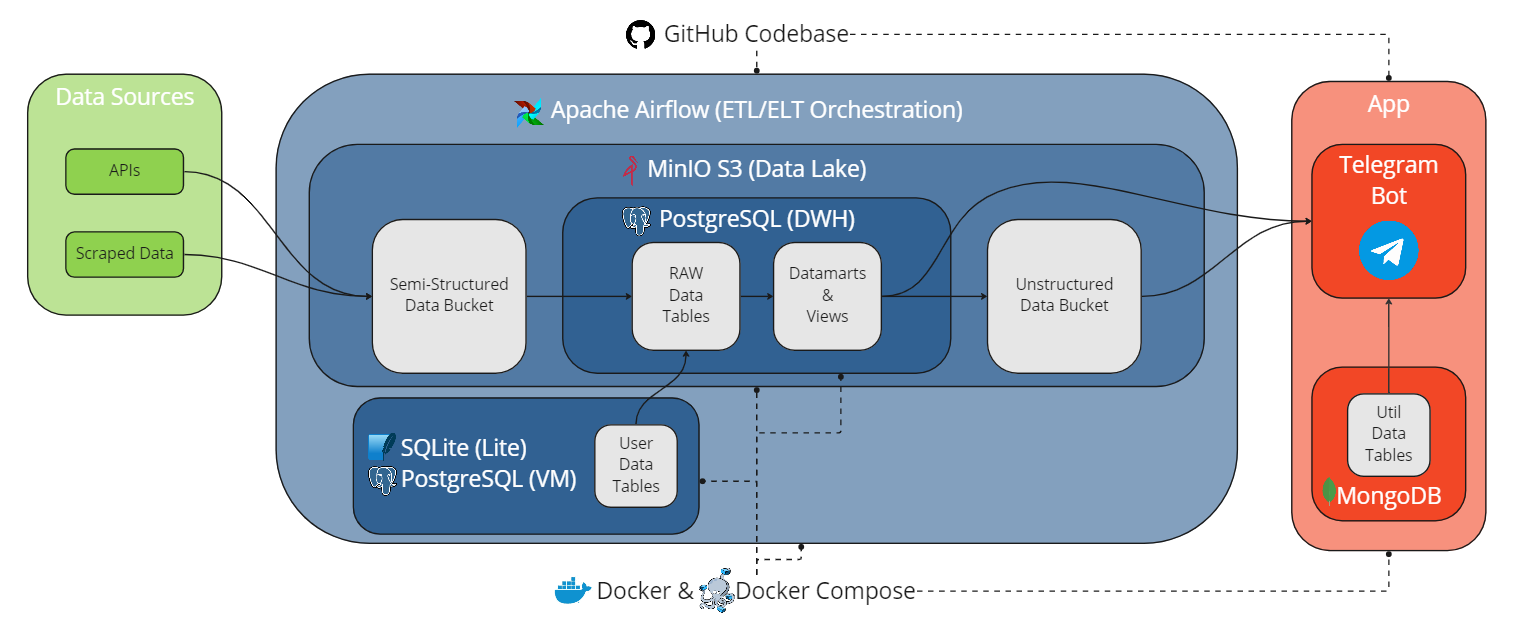 GitHub Codebase
Data Sources
APIs
Scraped Data
Apache Airflow (ETL/ELT Orchestration)
MinIO S3 (Data Lake)
PostgreSQL (DWH)
Semi-Structured
Data Bucket
RAW
Data
Tables
Datamarts
&
Views
Unstructured
Data Bucket
SQLite (Lite)
PostgreSQL (VM)
User
Data
Tables
App
Telegram
Bot
Util
Data
Tables
MongoDB
Docker & Docker Compose